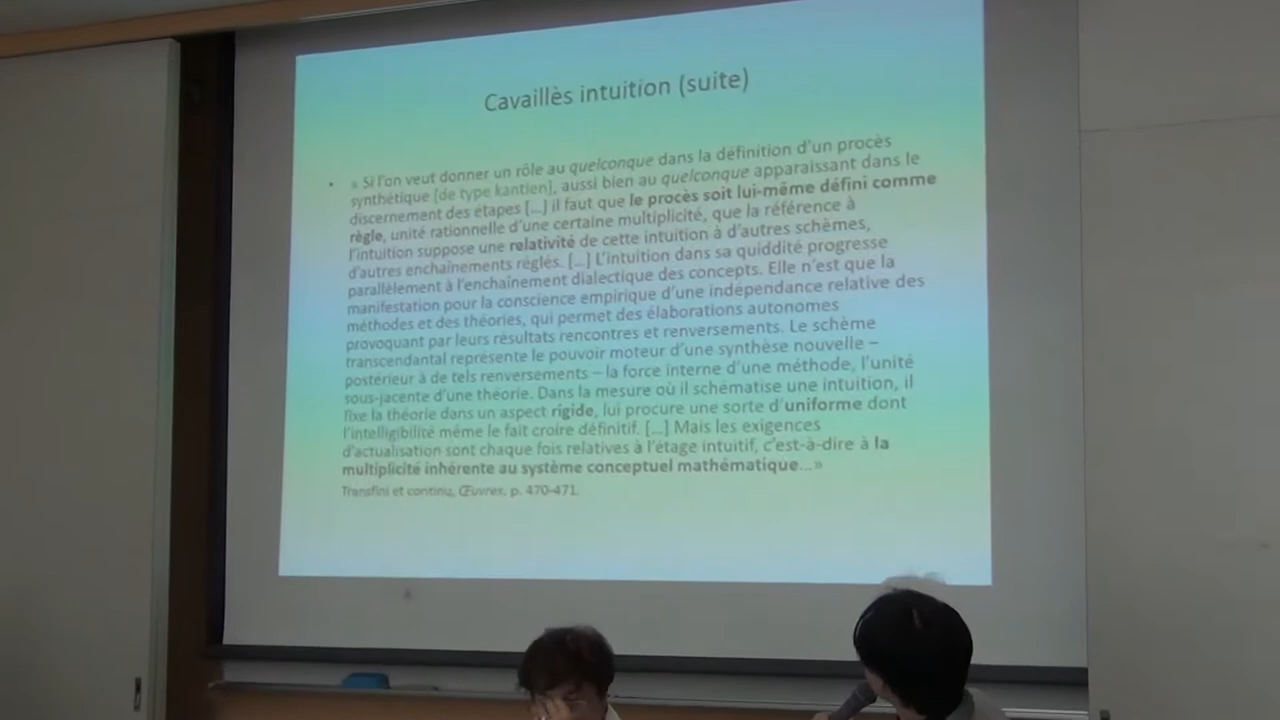 Cavaillès intuition (suite)
• « Si l'on veut donner un rôle au quelconque dans la définition d'un procès
synthétique [de type kantien], aussi bien au quelconque apparaissant dans le
discernement des étapes [...] il faut que le procès soit lui-même défini comme
règle, unité rationnelle d'une certaine multiplicité, que la référence à
l'intuition suppose une relativité de cette intuition à d'autres schèmes,
d'autres enchaînements réglés. [...] L'intuition dans sa quiddité progresse
parallèlement à l'enchaînement dialectique des concepts. Elle n'est que la
manifestation pour la conscience empirique d'une indépendance relative des
méthodes et des théories, qui permet des élaborations autonomes
provoquant par leurs résultats rencontres et renversements. Le schème
transcendantal représente le pouvoir moteur d'une synthèse nouvelle –
postérieur à de tels renversements – la force interne d'une méthode, l'unité
sous-jacente d'une théorie. Dans la mesure où il schématise une intuition, il
fixe la théorie dans un aspect rigide, lui procure une sorte d'uniforme dont
l'intelligibilité même le fait croire définitif. [...] Mais les exigences
d'actualisation sont chaque fois relatives à l'étage intuitif, c'est-à-dire à la
multiplicité inhérente au système conceptuel mathématique...»
Transfini et continu, Œuvres, p. 470-471.